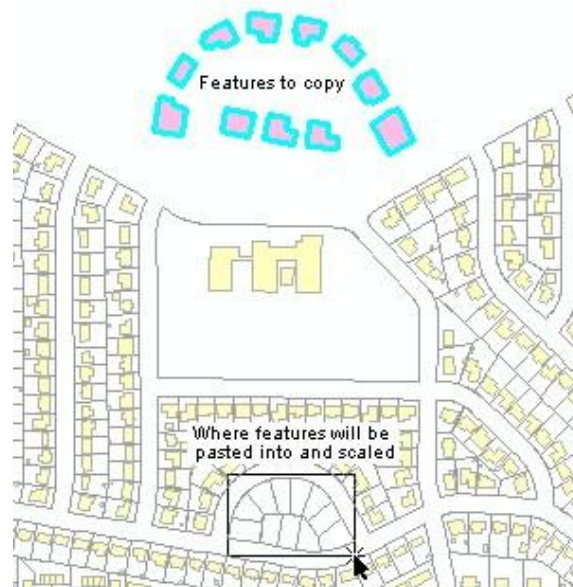 Features to copy
Where features will be
pasted into and scaled